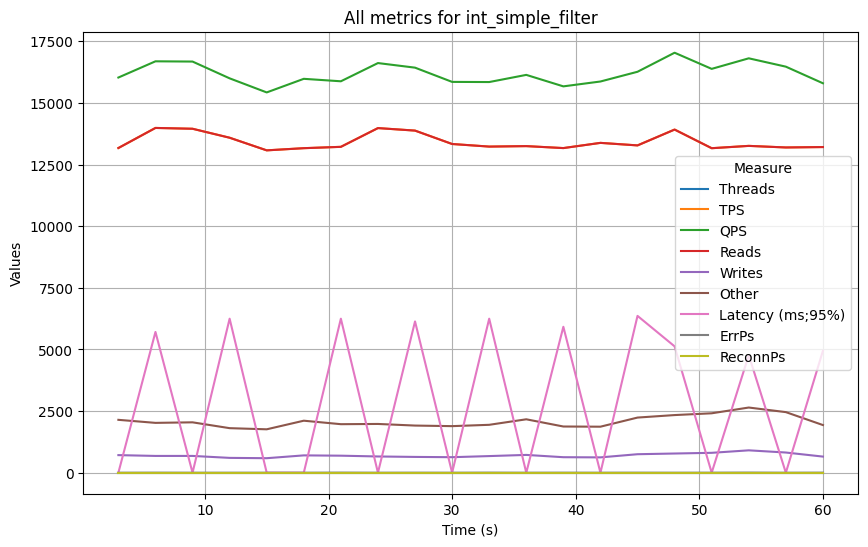 All metrics for int_simple_filter
17500
15000
12500
10000
7500
5000
2500
0
Values
Measure
Threads
TPS
QPS
Reads
Writes
Other
Latency (ms;95%)
ErrPs
ReconnPs
10
20
30
40
50
60
Time (s)